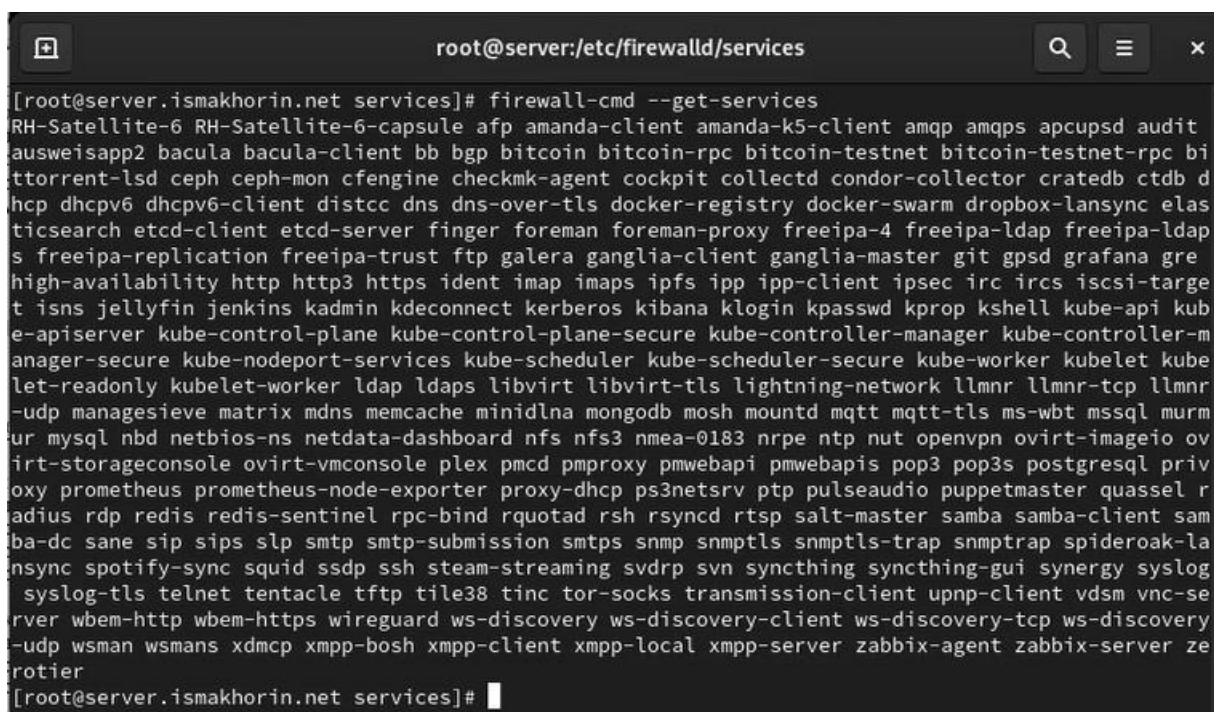 root@server:/etc/firewalld/services
[root@server.ismakhorin.net services]# firewall-cmd --get-services
RH-Satellite-6 RH-Satellite-6-capsule afp amanda-client amanda-k5-client amqp amqps apcupsd audit
ausweisapp2 bacula bacula-client bb bgp bitcoin bitcoin-rpc bitcoin-testnet bitcoin-testnet-rpc bi
ttorrent-lsd ceph ceph-mon cfengine checkmk-agent cockpit collectd condor-collector cratedb ctdb d
hcp dhcpv6 dhcpv6-client distcc dns dns-over-tls docker-registry docker-swarm dropbox-lansync elas
ticsearch etcd-client etcd-server finger foreman foreman-proxy freeipa-4 freeipa-ldap freeipa-ldap
s freeipa-replication freeipa-trust ftp galera ganglia-client ganglia-master git gpsd grafana gre
high-availability http http3 https ident imap imaps ipfs ipp ipp-client ipsec irc ircs iscsi-targe
t isns jellyfin jenkins kadmin kdeconnect kerberos kibana klogin kpasswd kprop kshell kube-api kub
e-apiserver kube-control-plane kube-control-plane-secure kube-controller-manager kube-controller-m
anager-secure kube-nodeport-services kube-scheduler kube-scheduler-secure kube-worker kubelet kube
let-readonly kubelet-worker ldap ldaps libvirt libvirt-tls lightning-network llmnr llmnr-tcp llmnr
-udp managesieve matrix mdns memcache minidlna mongodb mosh mountd mqtt mqtt-tls ms-wbt mssql murm
ur mysql nbd netbios-ns netdata-dashboard nfs nfs3 nmea-0183 nrpe ntp nut openvpn ovirt-imageio ov
irt-storageconsole ovirt-vmconsole plex pmcd pmproxy pmwebapi pmwebapis pop3 pop3s postgresql priv
oxy prometheus prometheus-node-exporter proxy-dhcp ps3netsrv ptp pulseaudio puppetmaster quassel r
adius rdp redis redis-sentinel rpc-bind rquotad rsh rsyncd rtsp salt-master samba samba-client sam
ba-dc sane sip sips slp smtp smtp-submission smtps snmp snmptls snmptls-trap snmptrap spideroak-la
nsync spotify-sync squid ssdp ssh steam-streaming svdrp svn syncthing syncthing-gui synergy syslog
 syslog-tls telnet tentacle tftp tile38 tinc tor-socks transmission-client upnp-client vdsm vnc-se
rver wbem-http wbem-https wireguard ws-discovery ws-discovery-client ws-discovery-tcp ws-discovery
-udp wsman wsmans xdmcp xmpp-bosh xmpp-client xmpp-local xmpp-server zabbix-agent zabbix-server ze
rotier
[root@server.ismakhorin.net services]#